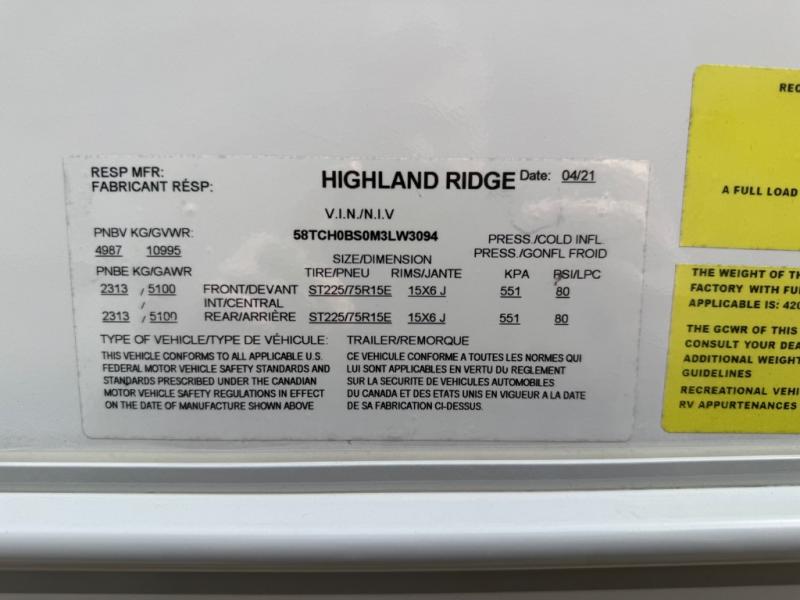 RESP MFR:
FABRICANT RÉSP:
HIGHLAND RIDGE Date: 04/21
V.I.N./N.I.V
58TCH0BS0M3LW3094
PNBV KG/GVWR:
4987 10995
PRESS./COLD INFL.
PRESS./GONFL FROID
SIZE/DIMENSION
PNBE KG/GAWR TIRE/PNEU RIMS/JANTE KPA PSI/LPC
2313 / 5100 FRONT/DEVANT ST225/75R15E 15X6 J 551 80
INT/CENTRAL
2313 / 5100 REAR/ARRIÈRE ST225/75R15E 15X6 J 551 80
TYPE OF VEHICLE/TYPE DE VÉHICULE: TRAILER/REMORQUE
THIS VEHICLE CONFORMS TO ALL APPLICABLE U.S.
FEDERAL MOTOR VEHICLE SAFETY STANDARDS AND
STANDARDS PRESCRIBED UNDER THE CANADIAN
MOTOR VEHICLE SAFETY REGULATIONS IN EFFECT
ON THE DATE OF MANUFACTURE SHOWN ABOVE
CE VEHICULE CONFORME A TOUTES LES NORMES QUI
LUI SONT APPLICABLES EN VERTU DU REGLEMENT
SUR LA SECURITE DE VEHICULES AUTOMOBILES
DU CANADA ET DES ETATS UNIS EN VIGUEUR A LA DATE
DE SA FABRICATION CI-DESSUS.
REC
A FULL LOAD
THE WEIGHT OF TH
FACTORY WITH FU
APPLICABLE IS: 420
THE GCWR OF THIS
CONSULT YOUR DEA
ADDITIONAL WEIGHT
GUIDELINES
RECREATIONAL VEHI
RV APPURTENANCES